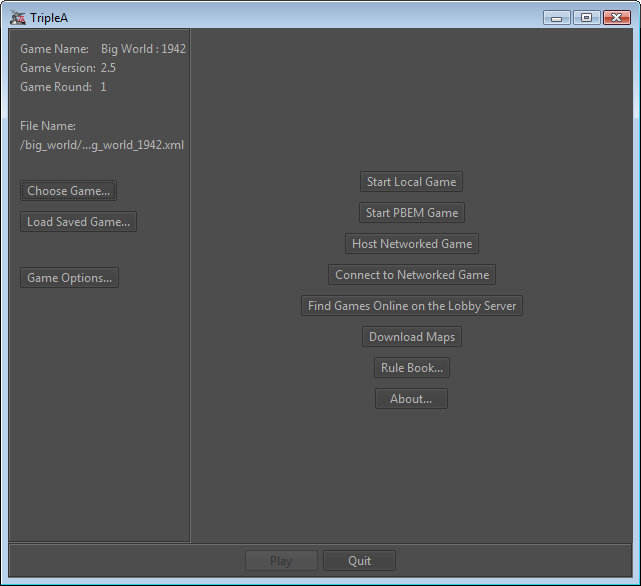 TripleA
Game Name: Big World : 1942
Game Version: 2.5
Game Round: 1
File Name:
/big_world/...g_world_1942.xml
Choose Game...
Load Saved Game...
Game Options...
Start Local Game
Start PBEM Game
Host Networked Game
Connect to Networked Game
Find Games Online on the Lobby Server
Download Maps
Rule Book...
About...
Play
Quit